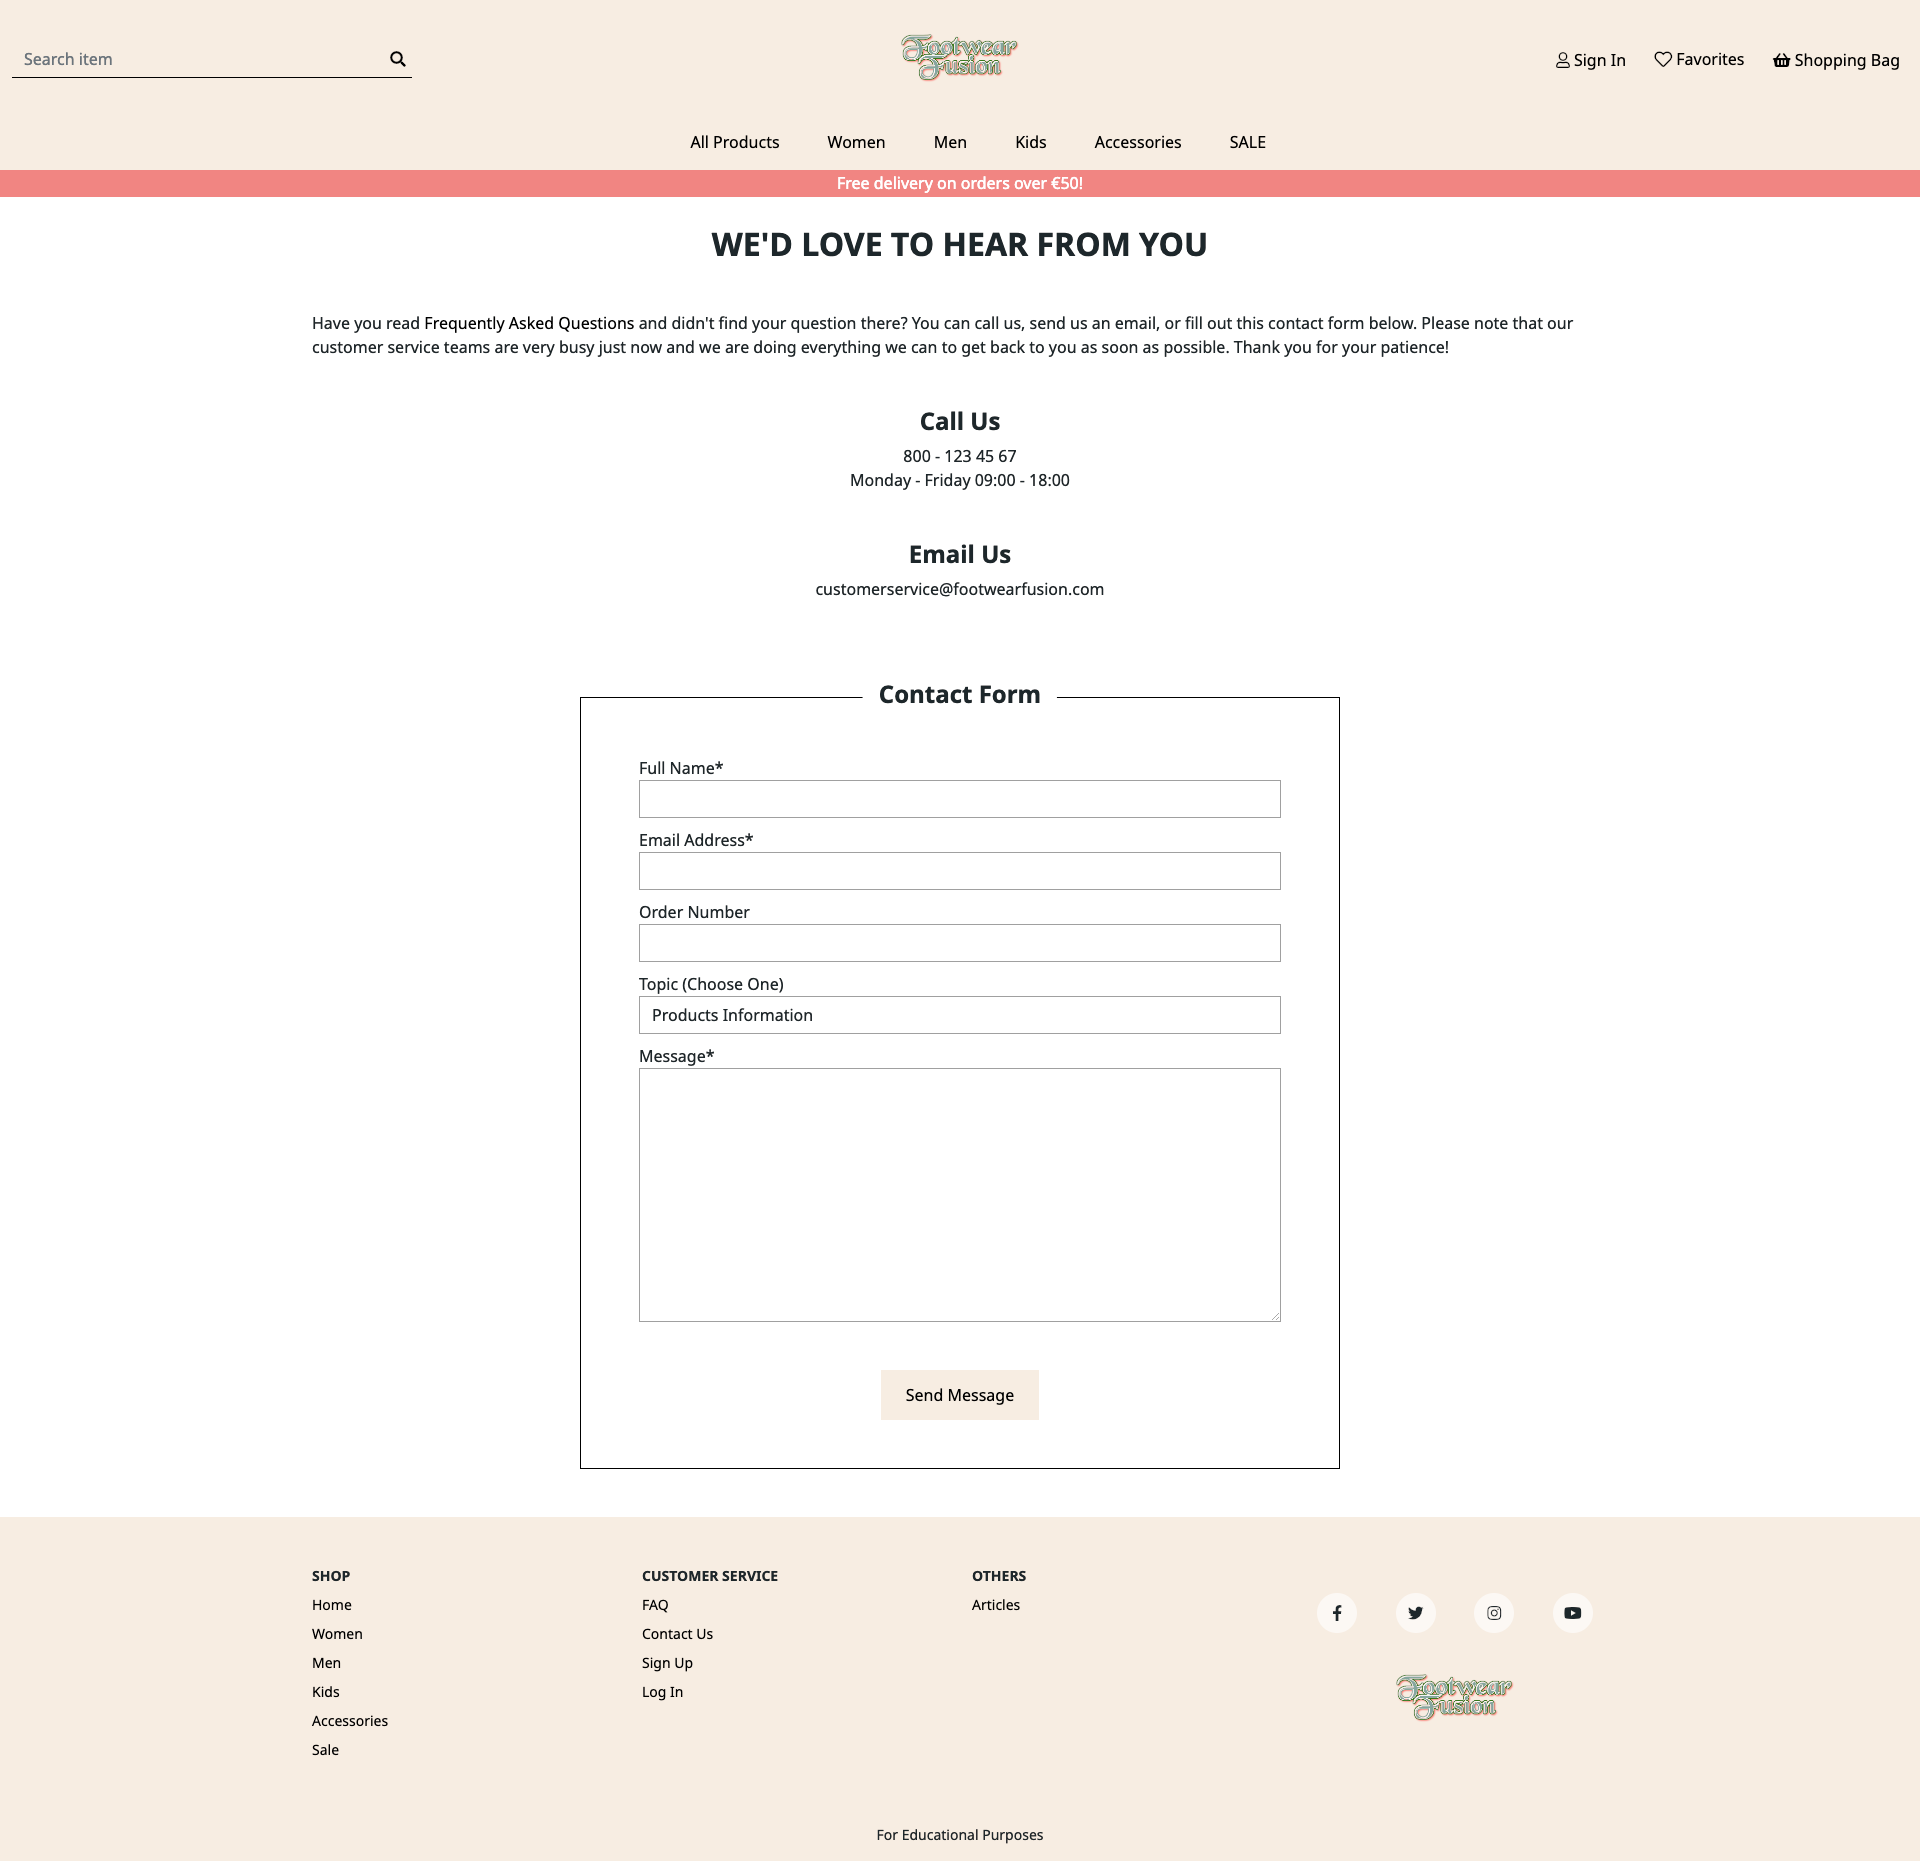 Search item
Footwear
Fusion
Sign In
Favorites
Shopping Bag
All Products
Women
Men
Kids
Accessories
SALE
Free delivery on orders over €50!
WE'D LOVE TO HEAR FROM YOU
Have you read Frequently Asked Questions and didn't find your question there? You can call us, send us an email, or fill out this contact form below. Please note that our
customer service teams are very busy just now and we are doing everything we can to get back to you as soon as possible. Thank you for your patience!
Call Us
800 - 123 45 67
Monday - Friday 09:00 - 18:00
Email Us
customerservice@footwearfusion.com
Contact Form
Full Name*
Email Address*
Order Number
Topic (Choose One)
Products Information
Message*
Send Message
SHOP
Home
Women
Men
Kids
Accessories
Sale
CUSTOMER SERVICE
FAQ
Contact Us
Sign Up
Log In
OTHERS
Articles
Footwear
Fusion
For Educational Purposes